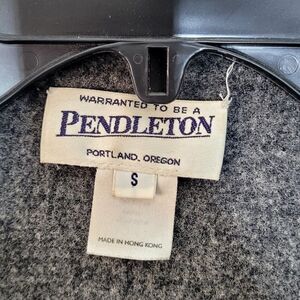 WARRANTED TO BE A
PENDLETON
PORTLAND, OREGON
S
MADE IN HONG KONG